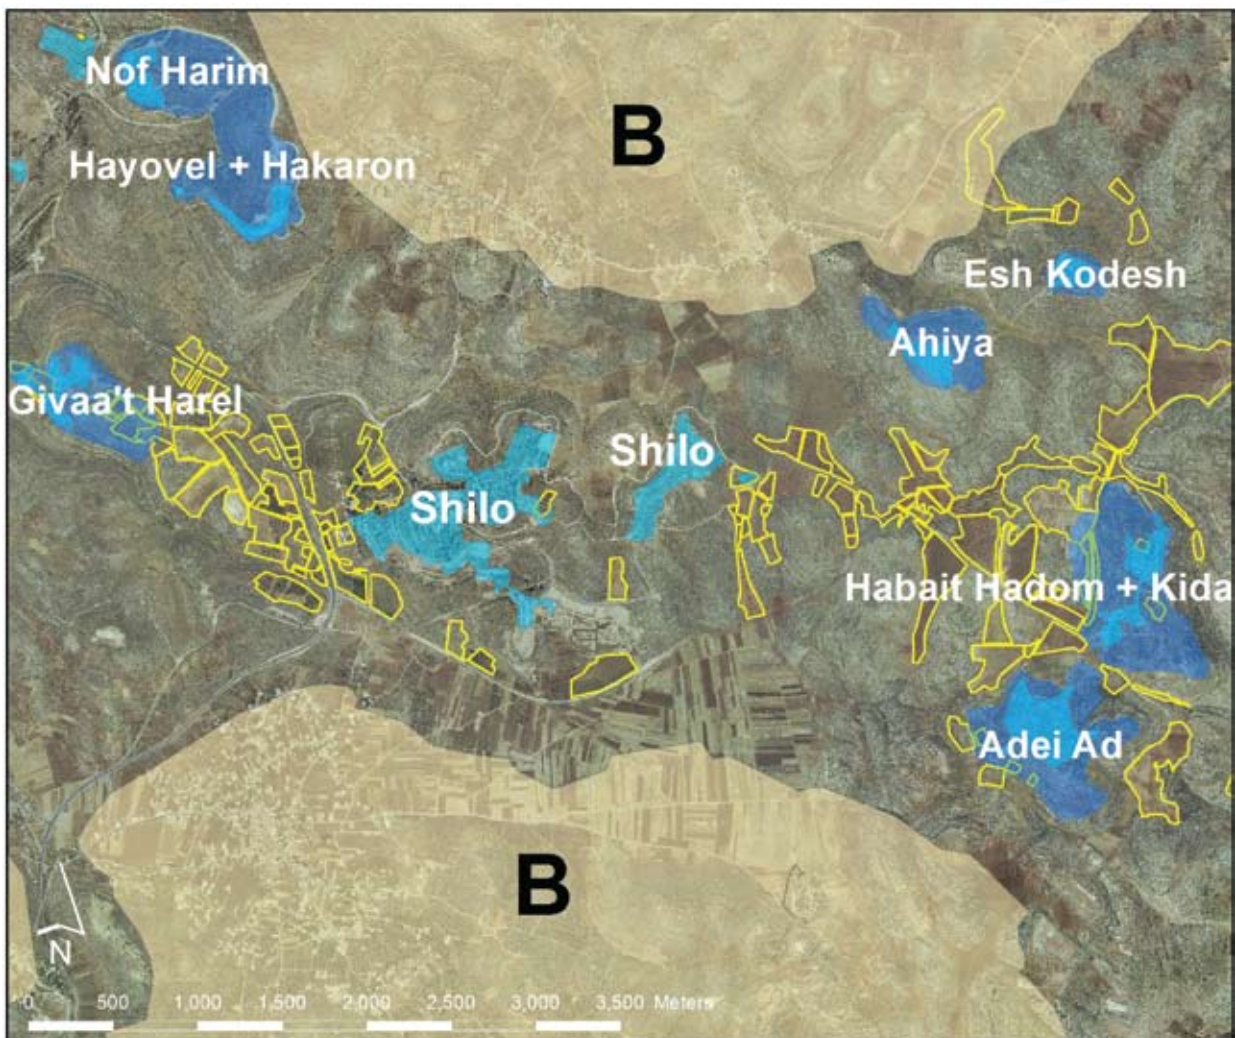 Nof Harim
B
Hayovel + Hakaron
Esh Kodesh
Ahiya
Givaa't Harel
Shilo
Shilo
Habait Hadom + Kida
Adei Ad
B
N
0 500 1,000 1,500 2,000 2,500 3,000 3,500 Meters